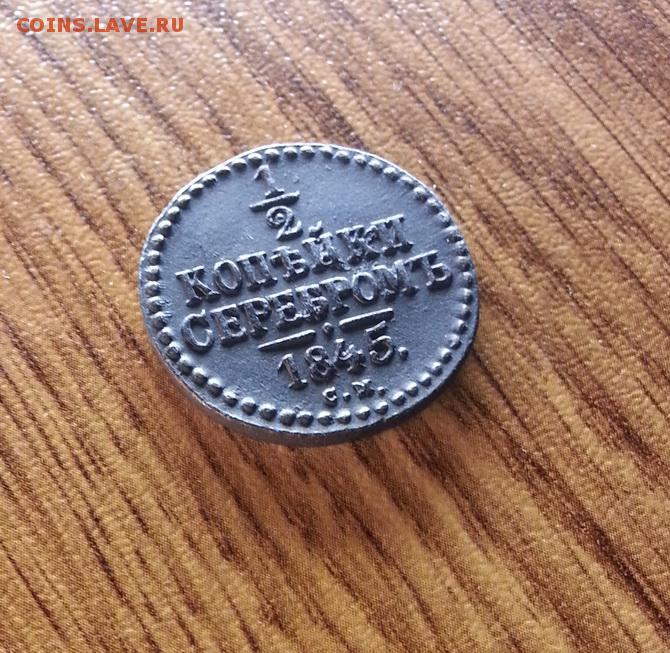 COINS.LAVE.RU
1/2
КОПѢЙКИ
СЕРЕБРОМЪ
1845.
С.М.